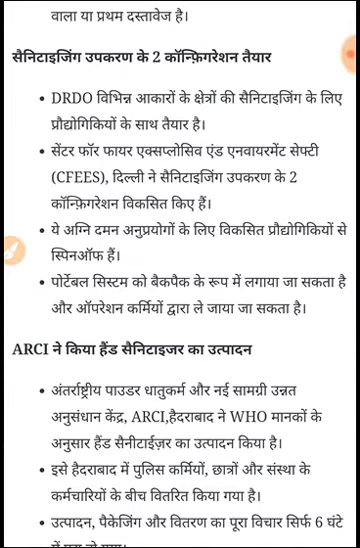 वाला या प्रथम दस्तावेज है।
सैनिटाइजिंग उपकरण के 2 कॉन्फ़िगरेशन तैयार
• DRDO विभिन्न आकारों के क्षेत्रों की सैनिटाइजिंग के लिए
प्रौद्योगिकियों के साथ तैयार है।
• सेंटर फॉर फायर एक्सप्लोसिव एंड एनवायरमेंट सेफ्टी
(CFEES), दिल्ली ने सैनिटाइजिंग उपकरण के 2
कॉन्फ़िगरेशन विकसित किए हैं।
• ये अग्नि दमन अनुप्रयोगों के लिए विकसित प्रौद्योगिकियों से
स्पिनऑफ हैं।
• पोर्टेबल सिस्टम को बैकपैक के रूप में लगाया जा सकता है
और ऑपरेशन कर्मियों द्वारा ले जाया जा सकता है।
ARCI ने किया हैंड सैनिटाइजर का उत्पादन
• अंतर्राष्ट्रीय पाउडर धातुकर्म और नई सामग्री उन्नत
अनुसंधान केंद्र, ARCI,हैदराबाद ने WHO मानकों के
अनुसार हैंड सैनीटाईज़र का उत्पादन किया है।
• इसे हैदराबाद में पुलिस कर्मियों, छात्रों और संस्था के
कर्मचारियों के बीच वितरित किया गया है।
• उत्पादन, पैकेजिंग और वितरण का पूरा विचार सिर्फ 6 घंटे